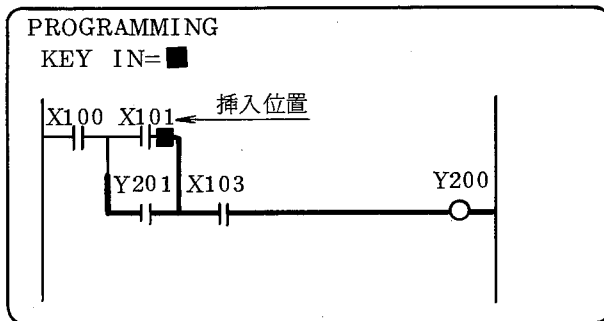 PROGRAMMING
KEY IN=
挿入位置
X100 X101
Y201 X103 Y200